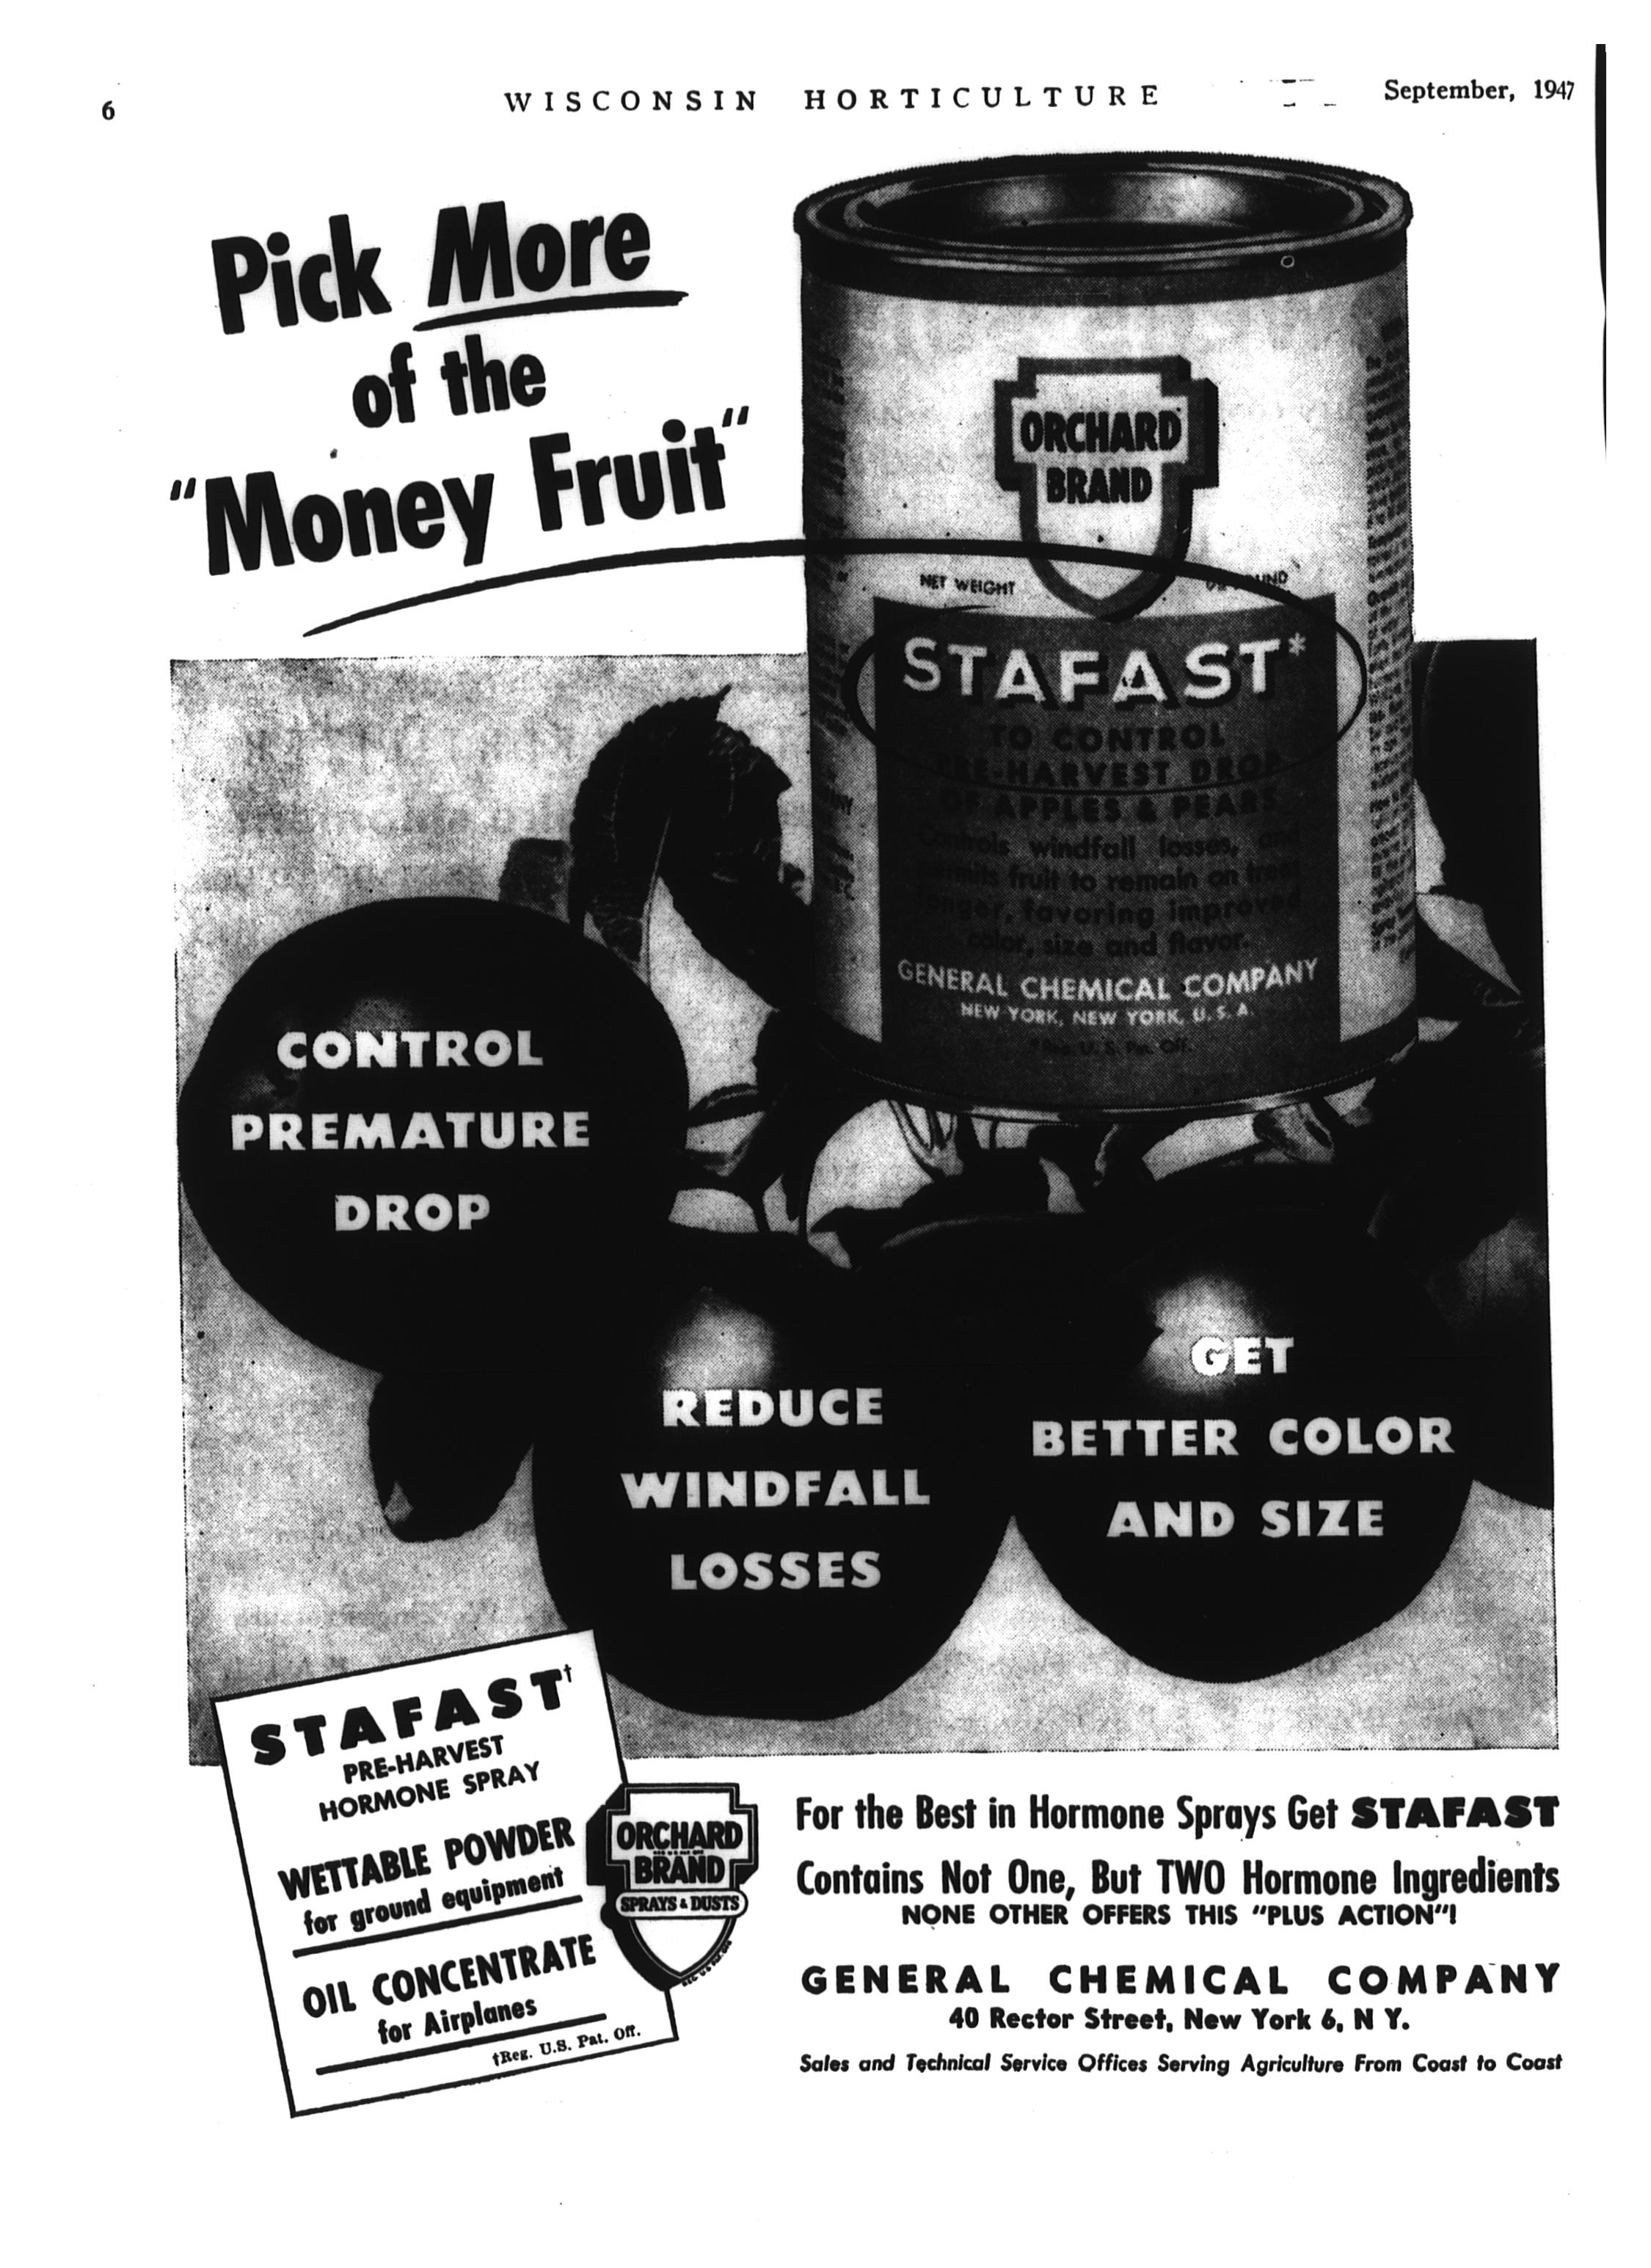 6
WISCONSIN HORTICULTURE
September, 1947
Pick More
of the
"Money Fruit"
ORCHARD
BRAND
NET WEIGHT
STAFAST*
TO CONTROL
PRE-HARVEST DROP
OF APPLES & PEARS
Controls windfall losses, and
permits fruit to remain on trees
longer, favoring improved
color, size and flavor.
GENERAL CHEMICAL COMPANY
NEW YORK, NEW YORK, U. S. A.
*Reg. U. S. Pat. Off.
CONTROL
PREMATURE
DROP
REDUCE
WINDFALL
LOSSES
GET
BETTER COLOR
AND SIZE
STAFAST†
PRE-HARVEST
HORMONE SPRAY
WETTABLE POWDER
for ground equipment
OIL CONCENTRATE
for Airplanes
†Reg. U.S. Pat. Off.
ORCHARD
BRAND
SPRAYS & DUSTS
REG. U.S. PAT. OFF.
For the Best in Hormone Sprays Get STAFAST
Contains Not One, But TWO Hormone Ingredients
NONE OTHER OFFERS THIS "PLUS ACTION"!
GENERAL CHEMICAL COMPANY
40 Rector Street, New York 6, N Y.
Sales and Technical Service Offices Serving Agriculture From Coast to Coast